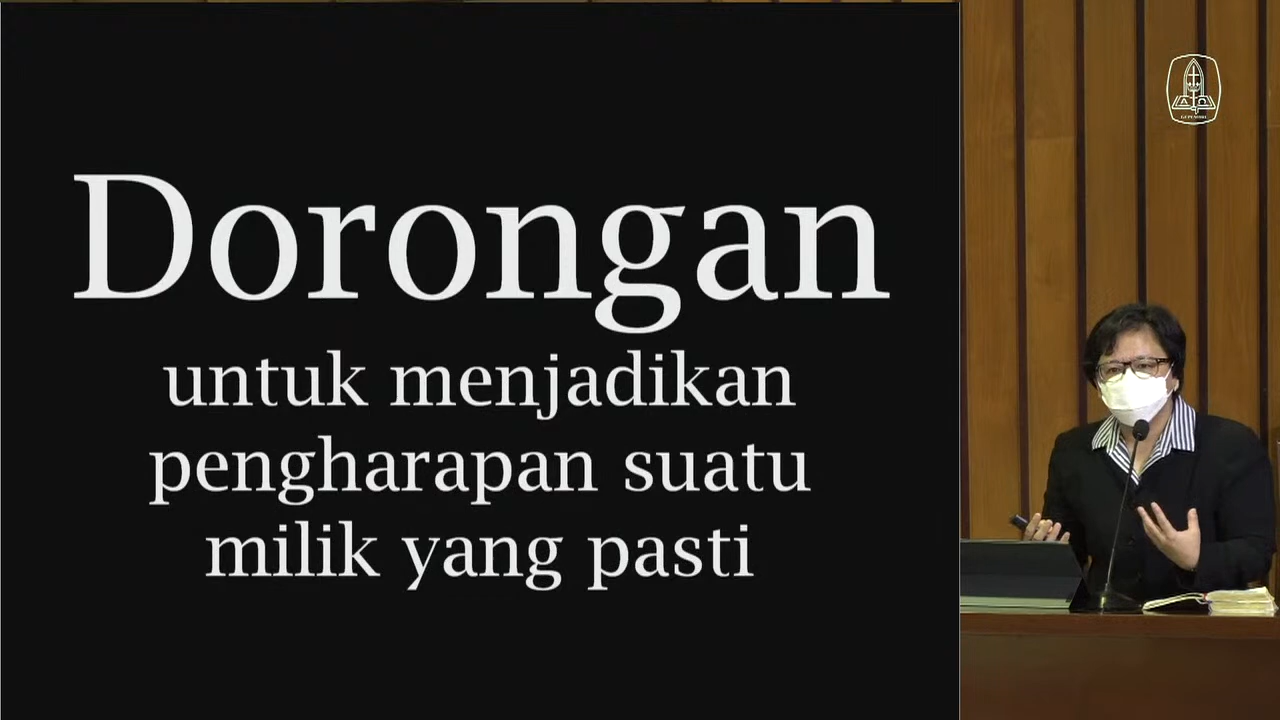 Dorongan
untuk menjadikan
pengharapan suatu
milik yang pasti